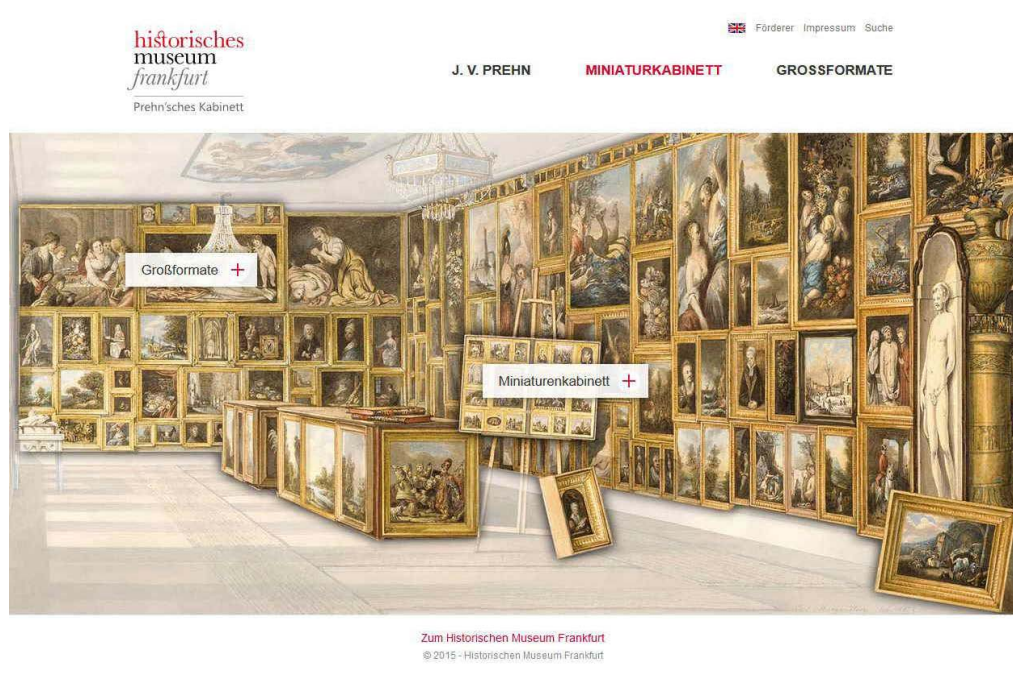 historisches
museum
frankfurt
Prehn'sches Kabinett
Förderer Impressum Suche
J. V. PREHN MINIATURKABINETT GROSSFORMATE
Großformate +
Miniaturenkabinett +
Zum Historischen Museum Frankfurt
© 2015 - Historischen Museum Frankfurt